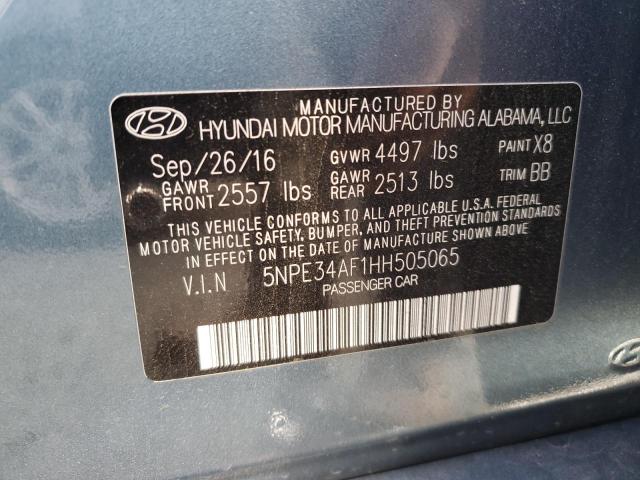 MANUFACTURED BY
HYUNDAI MOTOR MANUFACTURING ALABAMA, LLC
Sep/26/16 GVWR 4497 lbs PAINT X8
GAWR FRONT 2557 lbs GAWR REAR 2513 lbs TRIM BB
THIS VEHICLE CONFORMS TO ALL APPLICABLE U.S.A. FEDERAL
MOTOR VEHICLE SAFETY, BUMPER, AND THEFT PREVENTION STANDARDS
IN EFFECT ON THE DATE OF MANUFACTURE SHOWN ABOVE.
V.I.N 5NPE34AF1HH505065
PASSENGER CAR